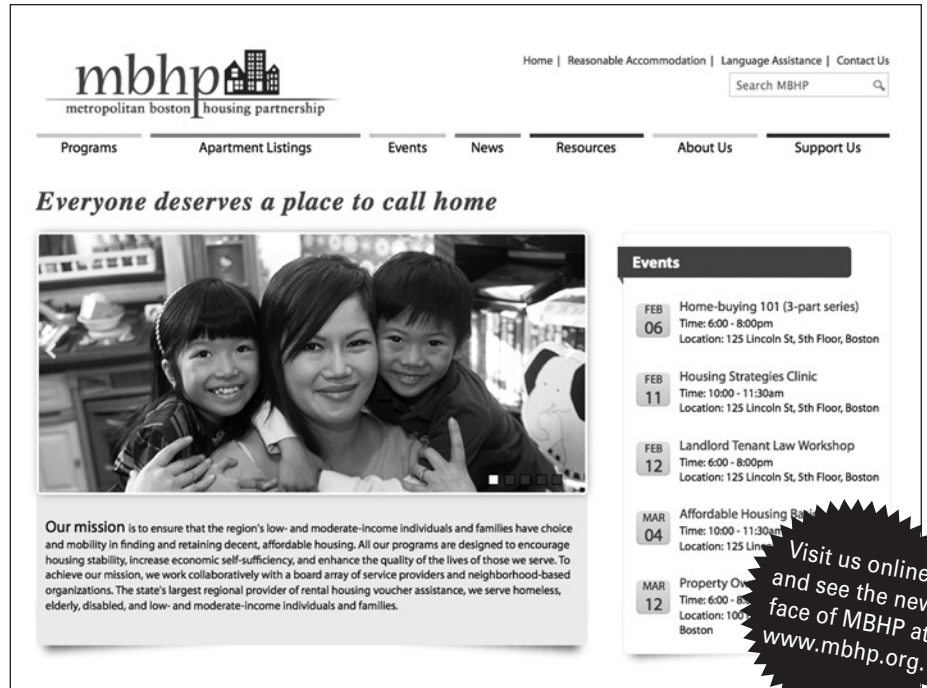 mbhp
metropolitan boston housing partnership
Home | Reasonable Accommodation | Language Assistance | Contact Us
Search MBHP
Programs
Apartment Listings
Events
News
Resources
About Us
Support Us
Everyone deserves a place to call home
Our mission is to ensure that the region's low- and moderate-income individuals and families have choice
and mobility in finding and retaining decent, affordable housing. All our programs are designed to encourage
housing stability, increase economic self-sufficiency, and enhance the quality of the lives of those we serve. To
achieve our mission, we work collaboratively with a board array of service providers and neighborhood-based
organizations. The state's largest regional provider of rental housing voucher assistance, we serve homeless,
elderly, disabled, and low- and moderate-income individuals and families.
Events
FEB
06
Home-buying 101 (3-part series)
Time: 6:00 - 8:00pm
Location: 125 Lincoln St, 5th Floor, Boston
FEB
11
Housing Strategies Clinic
Time: 10:00 - 11:30am
Location: 125 Lincoln St, 5th Floor, Boston
FEB
12
Landlord Tenant Law Workshop
Time: 6:00 - 8:00pm
Location: 125 Lincoln St, 5th Floor, Boston
MAR
04
Affordable Housing
Time: 10:00 - 11:30am
Location: 125
MAR
12
Property
Time: 6:00 -
Location: 100
Boston
Visit us online
and see the new
face of MBHP at
www.mbhp.org.